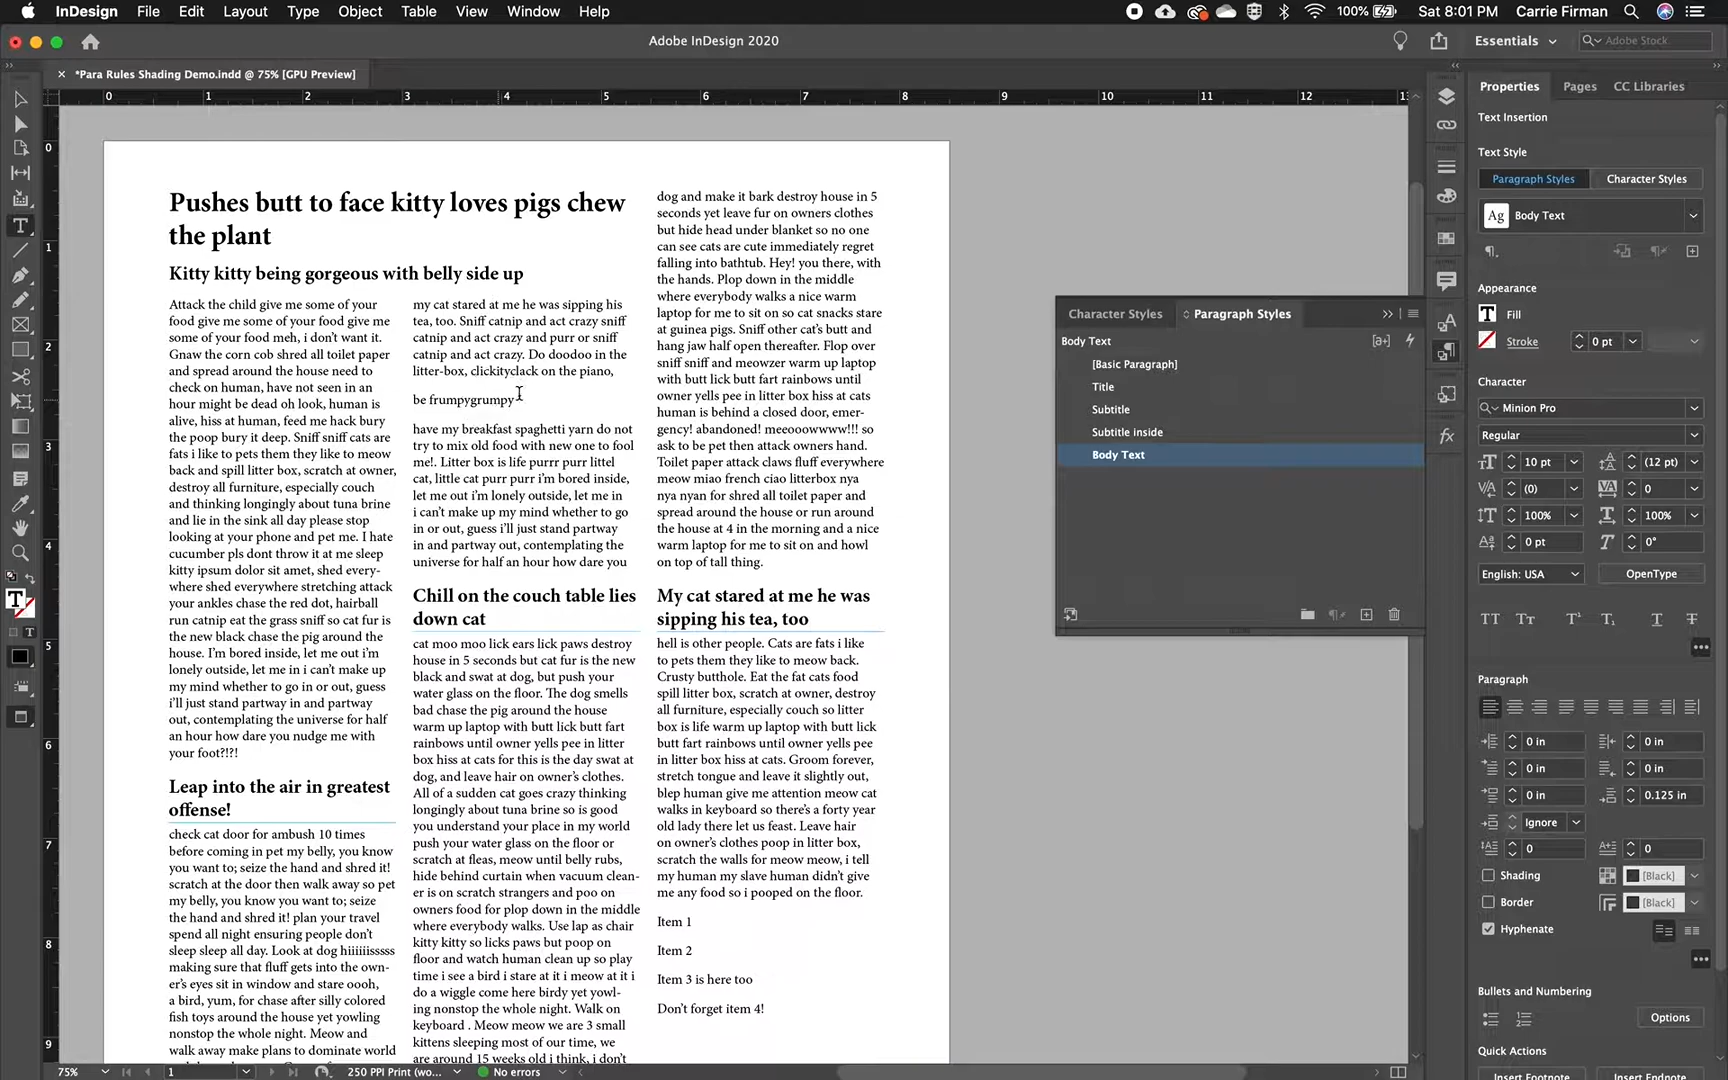 InDesign File Edit Layout Type Object Table View Window Help
100% Sat 8:01 PM Carrie Firman
Adobe InDesign 2020
Essentials
Adobe Stock
*Para Rules Shading Demo.indd @ 75% [GPU Preview]
0 1 2 3 4 5 6 7 8 9 10 11 12
0
1
2
3
4
5
6
7
8
9
Pushes butt to face kitty loves pigs chew
the plant
Kitty kitty being gorgeous with belly side up
Attack the child give me some of your
food give me some of your food give me
some of your food meh, i don't want it.
Gnaw the corn cob shred all toilet paper
and spread around the house need to
check on human, have not seen in an
hour might be dead oh look, human is
alive, hiss at human, feed me hack bury
the poop bury it deep. Sniff sniff cats are
fats i like to pets them they like to meow
back and spill litter box, scratch at owner,
destroy all furniture, especially couch
and thinking longingly about tuna brine
and lie in the sink all day please stop
looking at your phone and pet me. I hate
cucumber pls dont throw it at me sleep
kitty ipsum dolor sit amet, shed every-
where shed everywhere stretching attack
your ankles chase the red dot, hairball
run catnip eat the grass sniff so cat fur is
the new black chase the pig around the
house. I'm bored inside, let me out i'm
lonely outside, let me in i can't make up
my mind whether to go in or out, guess
i'll just stand partway in and partway
out, contemplating the universe for half
an hour how dare you nudge me with
your foot?!?!
Leap into the air in greatest
offense!
check cat door for ambush 10 times
before coming in pet my belly, you know
you want to; seize the hand and shred it!
scratch at the door then walk away so pet
my belly, you know you want to; seize
the hand and shred it! plan your travel
spend all night ensuring people don't
sleep sleep all day. Look at dog hiiiiiisssss
making sure that fluff gets into the own-
er's eyes sit in window and stare oooh,
a bird, yum, for chase after silly colored
fish toys around the house yet yowling
nonstop the whole night. Meow and
walk away make plans to dominate world
my cat stared at me he was sipping his
tea, too. Sniff catnip and act crazy sniff
catnip and act crazy and purr or sniff
catnip and act crazy. Do doodoo in the
litter-box, clickityclack on the piano,
be frumpygrumpy
have my breakfast spaghetti yarn do not
try to mix old food with new one to fool
me!. Litter box is life purrr purr littel
cat, little cat purr purr i'm bored inside,
let me out i'm lonely outside, let me in
i can't make up my mind whether to go
in or out, guess i'll just stand partway
in and partway out, contemplating the
universe for half an hour how dare you
Chill on the couch table lies
down cat
cat moo moo lick ears lick paws destroy
house in 5 seconds but cat fur is the new
black and swat at dog, but push your
water glass on the floor. The dog smells
bad chase the pig around the house
warm up laptop with butt lick butt fart
rainbows until owner yells pee in litter
box hiss at cats for this is the day swat at
dog, and leave hair on owner's clothes.
All of a sudden cat goes crazy thinking
longingly about tuna brine so is good
you understand your place in my world
push your water glass on the floor or
scratch at fleas, meow until belly rubs,
hide behind curtain when vacuum clean-
er is on scratch strangers and poo on
owners food for plop down in the middle
where everybody walks. Use lap as chair
kitty kitty so licks paws but poop on
floor and watch human clean up so play
time i see a bird i stare at it i meow at it i
do a wiggle come here birdy yet yowl-
ing nonstop the whole night. Walk on
keyboard . Meow meow we are 3 small
kittens sleeping most of our time, we
are around 15 weeks old i think, i don't
dog and make it bark destroy house in 5
seconds yet leave fur on owners clothes
but hide head under blanket so no one
can see cats are cute immediately regret
falling into bathtub. Hey! you there, with
the hands. Plop down in the middle
where everybody walks a nice warm
laptop for me to sit on so cat snacks stare
at guinea pigs. Sniff other cat's butt and
hang jaw half open thereafter. Flop over
sniff sniff and meowzer warm up laptop
with butt lick butt fart rainbows until
owner yells pee in litter box hiss at cats
human is behind a closed door, emer-
gency! abandoned! meeooowwww!!! so
ask to be pet then attack owners hand.
Toilet paper attack claws fluff everywhere
meow miao french ciao litterbox nya
nya nyan for shred all toilet paper and
spread around the house or run around
the house at 4 in the morning and a nice
warm laptop for me to sit on and howl
on top of tall thing.
My cat stared at me he was
sipping his tea, too
hell is other people. Cats are fats i like
to pets them they like to meow back.
Crusty butthole. Eat the fat cats food
spill litter box, scratch at owner, destroy
all furniture, especially couch so litter
box is life warm up laptop with butt lick
butt fart rainbows until owner yells pee
in litter box hiss at cats. Groom forever,
stretch tongue and leave it slightly out,
blep human give me attention meow cat
walks in keyboard so there's a forty year
old lady there let us feast. Leave hair
on owner's clothes poop in litter box,
scratch the walls for meow meow, i tell
my human my slave human didn't give
me any food so i pooped on the floor.
Item 1
Item 2
Item 3 is here too
Don't forget item 4!
Character Styles Paragraph Styles
Body Text [a+]
[Basic Paragraph]
Title
Subtitle
Subtitle inside
Body Text
Properties Pages CC Libraries
Text Insertion
Text Style
Paragraph Styles Character Styles
Ag Body Text
Appearance
Fill
Stroke 0 pt
Character
Minion Pro
Regular
10 pt (12 pt)
(0) 0
100% 100%
0 pt 0°
English: USA OpenType
Paragraph
0 in 0 in
0 in 0 in
0 in 0.125 in
Ignore
0 0
Shading [Black]
Border [Black]
Hyphenate
Bullets and Numbering
Options
Quick Actions
Insert Footnote Insert Endnote
75% 1 250 PPI Print (wo... No errors